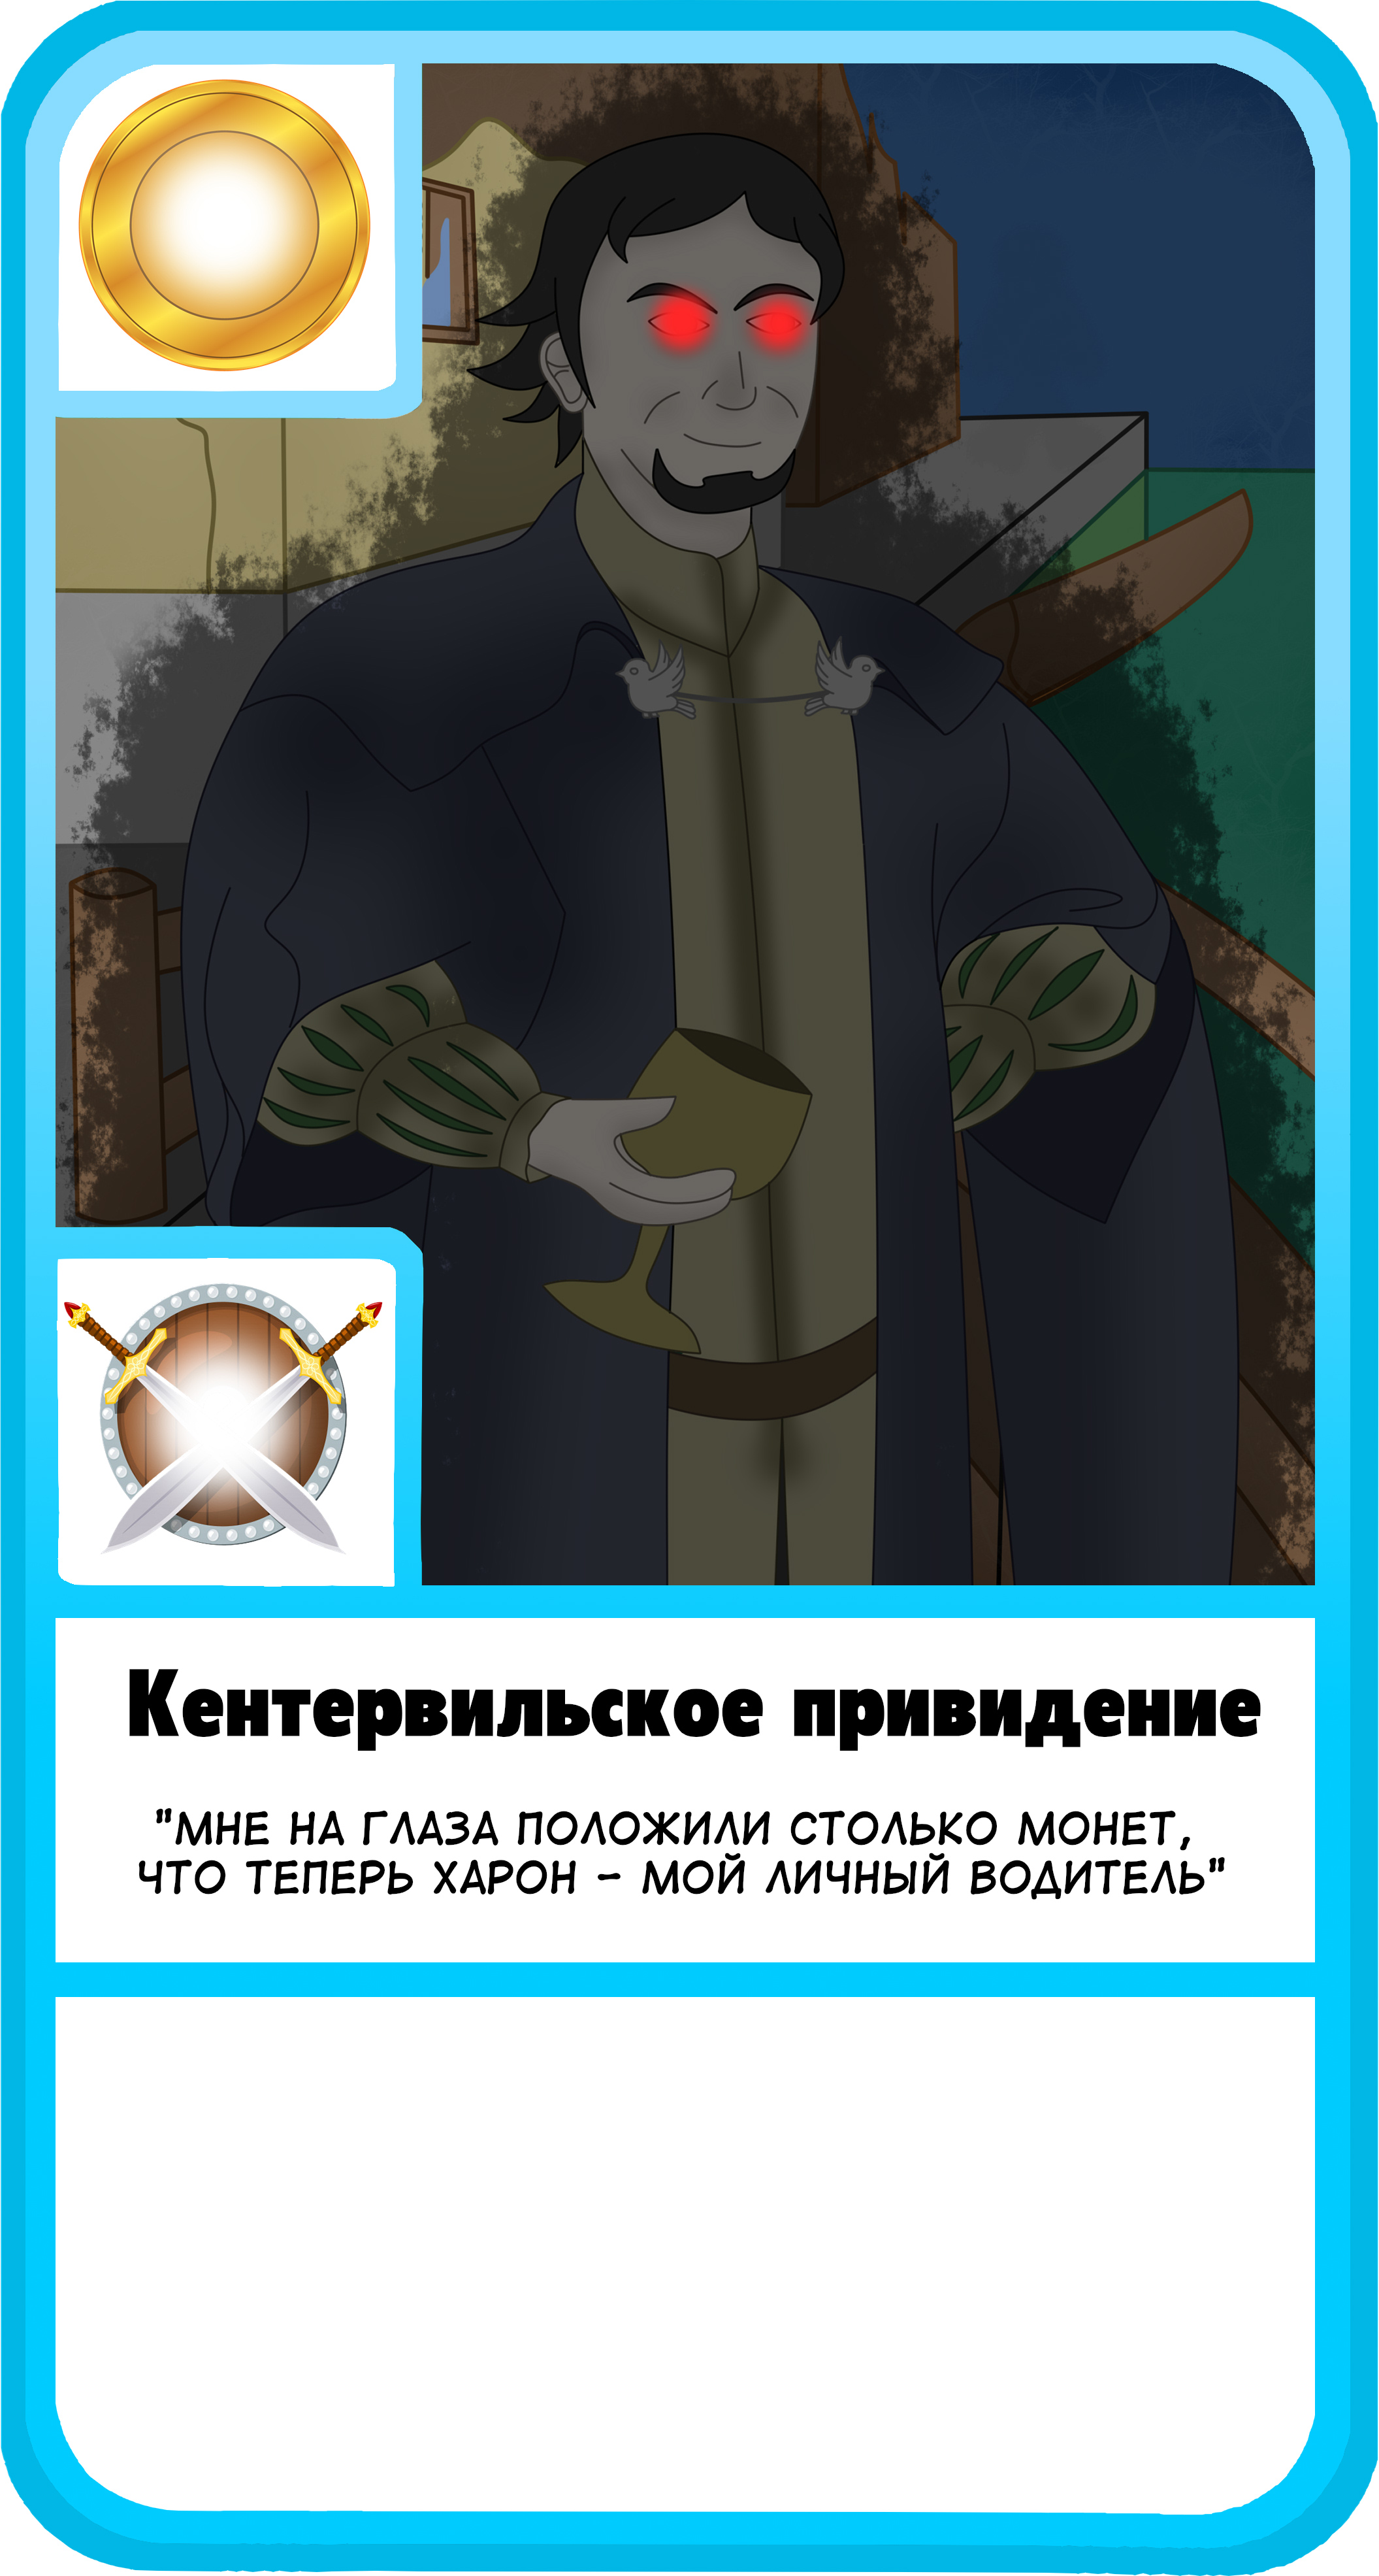 Кентервильское привидение
"МНЕ НА ГЛАЗА ПОЛОЖИЛИ СТОЛЬКО МОНЕТ,
ЧТО ТЕПЕРЬ ХАРОН - МОЙ ЛИЧНЫЙ ВОДИТЕЛЬ"